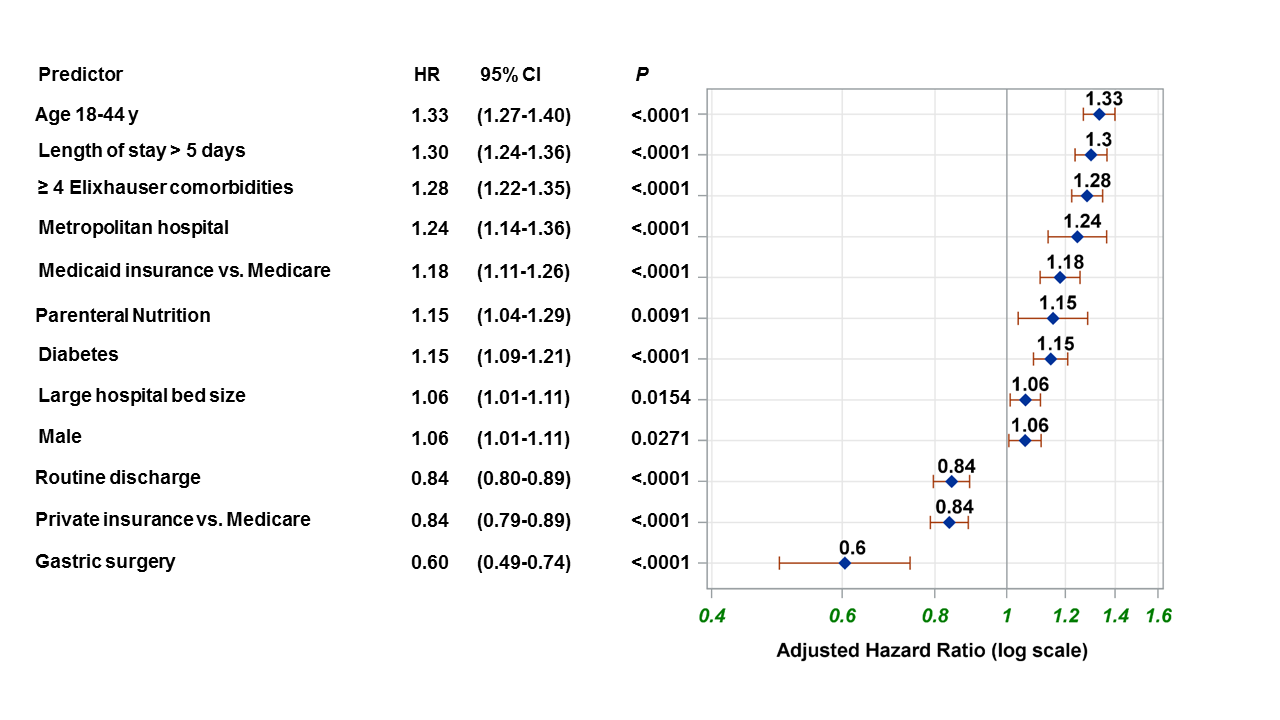 Predictor HR 95% CI P
Age 18-44 y 1.33 (1.27-1.40) <.0001 1.33
Length of stay > 5 days 1.30 (1.24-1.36) <.0001 1.3
≥ 4 Elixhauser comorbidities 1.28 (1.22-1.35) <.0001 1.28
Metropolitan hospital 1.24 (1.14-1.36) <.0001 1.24
Medicaid insurance vs. Medicare 1.18 (1.11-1.26) <.0001 1.18
Parenteral Nutrition 1.15 (1.04-1.29) 0.0091 1.15
Diabetes 1.15 (1.09-1.21) <.0001 1.15
Large hospital bed size 1.06 (1.01-1.11) 0.0154 1.06
Male 1.06 (1.01-1.11) 0.0271 1.06
Routine discharge 0.84 (0.80-0.89) <.0001 0.84
Private insurance vs. Medicare 0.84 (0.79-0.89) <.0001 0.84
Gastric surgery 0.60 (0.49-0.74) <.0001 0.6
0.4 0.6 0.8 1 1.2 1.4 1.6
Adjusted Hazard Ratio (log scale)